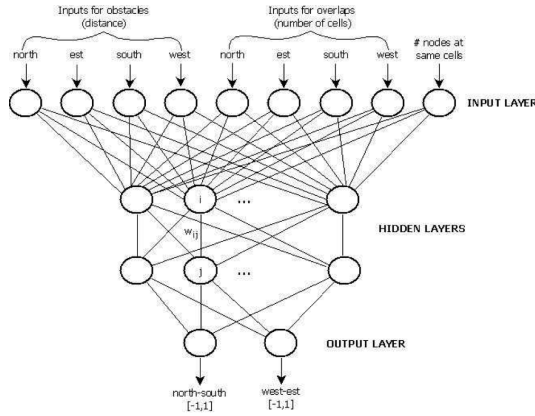 Inputs for obstacles
(distance)
Inputs for overlaps
(number of cells)
north
est
south
west
north
est
south
west
# nodes at
same cells
INPUT LAYER
i
...
HIDDEN LAYERS
wij
j
...
OUTPUT LAYER
north-south
[-1,1]
west-est
[-1,1]